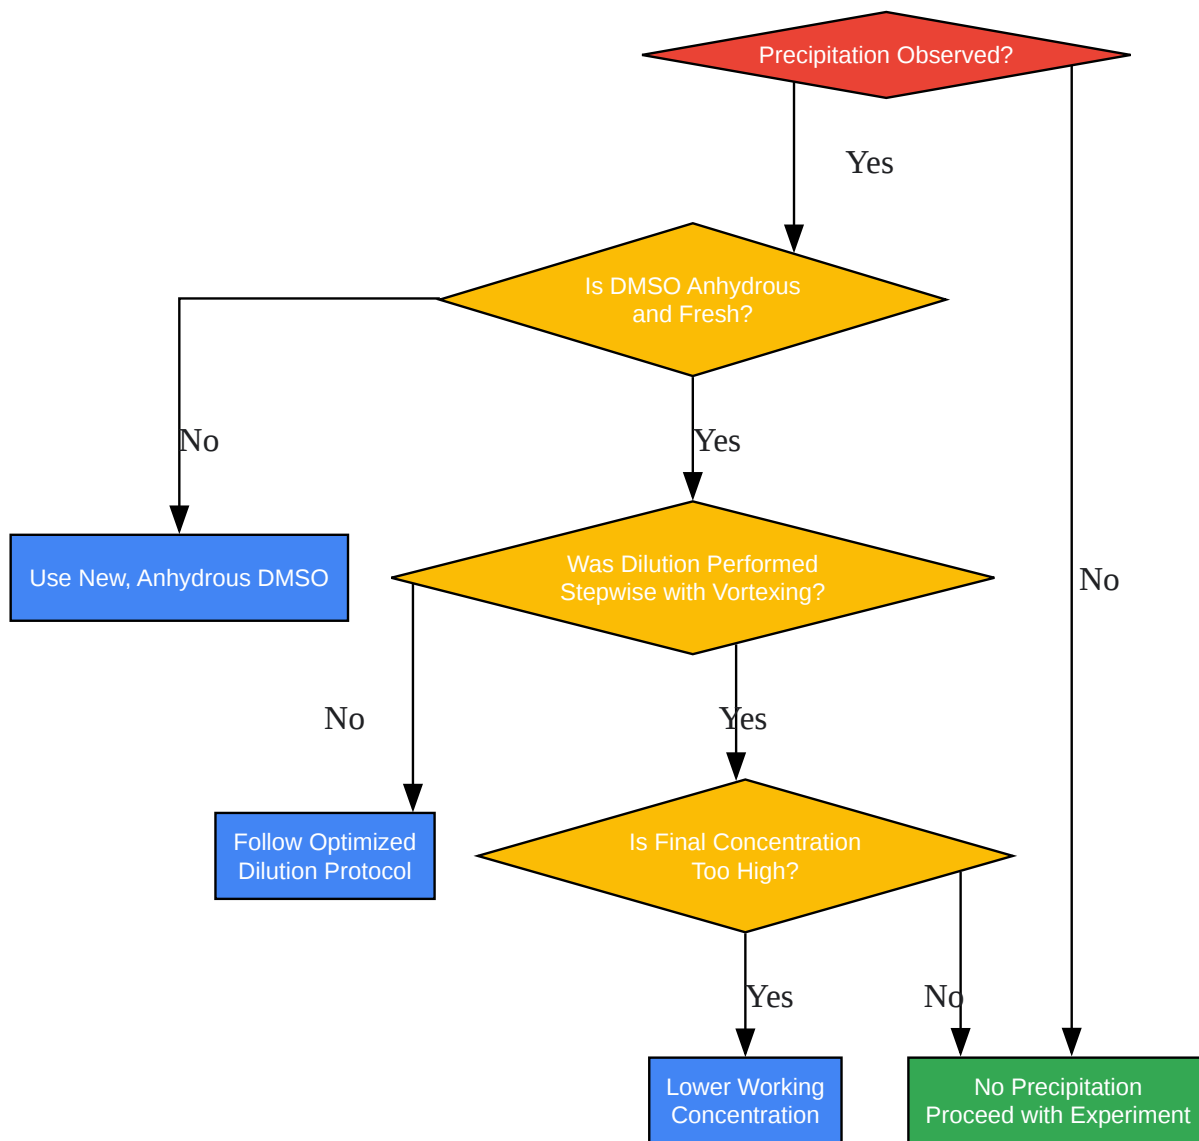 Precipitation Observed?
Yes
Is DMSO Anhydrous
and Fresh?
No
Yes
Use New, Anhydrous DMSO
Was Dilution Performed
Stepwise with Vortexing?
No
No
Yes
Follow Optimized
Dilution Protocol
Is Final Concentration
Too High?
Yes
No
Lower Working
Concentration
No Precipitation
Proceed with Experiment